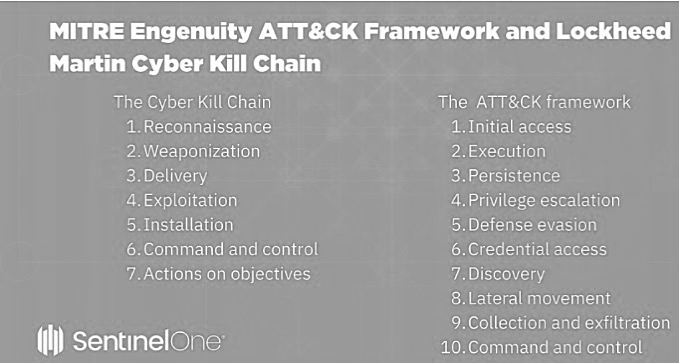 MITRE Engenuity ATT&CK Framework and Lockheed
Martin Cyber Kill Chain
The Cyber Kill Chain
1. Reconnaissance
2. Weaponization
3. Delivery
4. Exploitation
5. Installation
6. Command and control
7. Actions on objectives
The ATT&CK framework
1. Initial access
2. Execution
3. Persistence
4. Privilege escalation
5. Defense evasion
6. Credential access
7. Discovery
8. Lateral movement
9. Collection and exfiltration
10. Command and control
SentinelOne